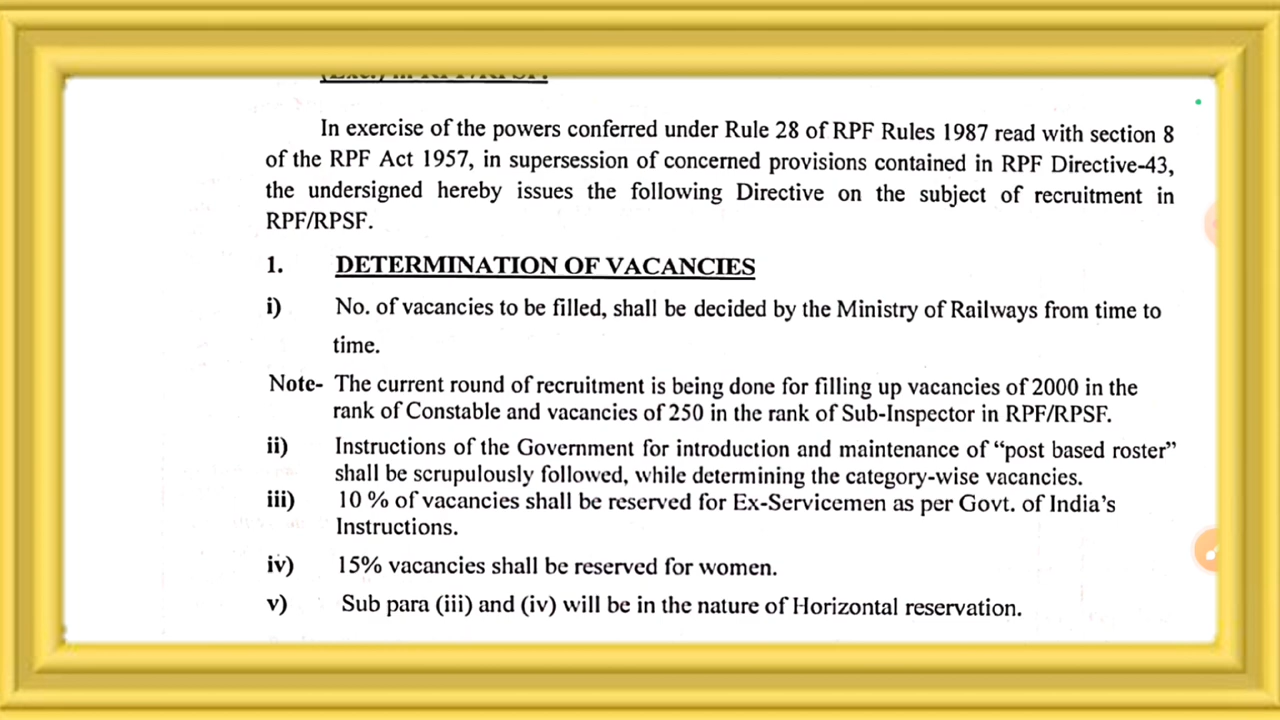 In exercise of the powers conferred under Rule 28 of RPF Rules 1987 read with section 8
of the RPF Act 1957, in supersession of concerned provisions contained in RPF Directive-43,
the undersigned hereby issues the following Directive on the subject of recruitment in
RPF/RPSF.
1. DETERMINATION OF VACANCIES
i) No. of vacancies to be filled, shall be decided by the Ministry of Railways from time to
time.
Note- The current round of recruitment is being done for filling up vacancies of 2000 in the
rank of Constable and vacancies of 250 in the rank of Sub-Inspector in RPF/RPSF.
ii) Instructions of the Government for introduction and maintenance of “post based roster”
shall be scrupulously followed, while determining the category-wise vacancies.
iii) 10 % of vacancies shall be reserved for Ex-Servicemen as per Govt. of India’s
Instructions.
iv) 15% vacancies shall be reserved for women.
v) Sub para (iii) and (iv) will be in the nature of Horizontal reservation.